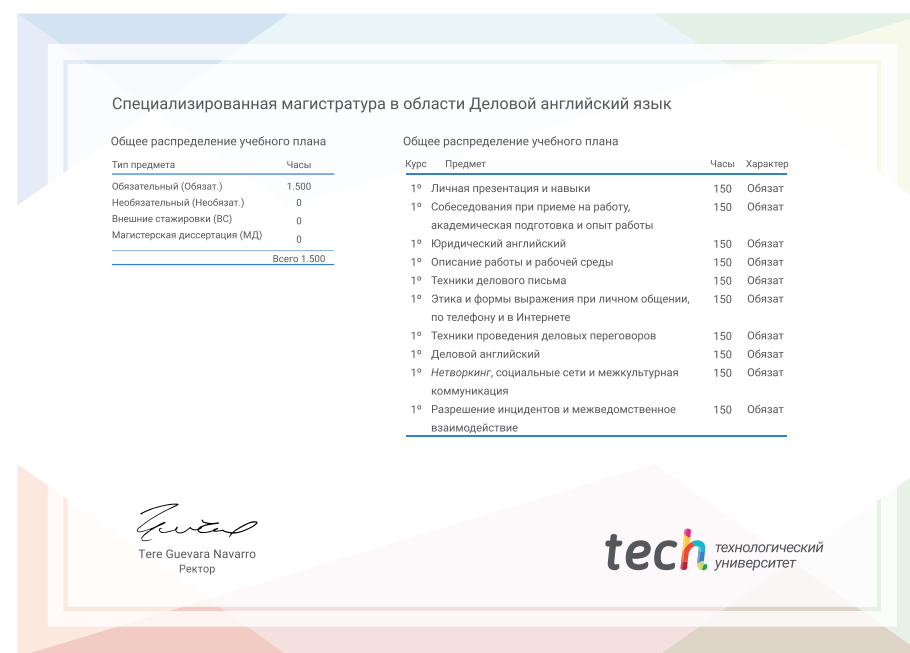 Специализированная магистратура в области Деловой английский язык
Общее распределение учебного плана
Тип предмета Часы
Обязательный (Обязат.) 1.500
Необязательный (Необязат.) 0
Внешние стажировки (ВС) 0
Магистерская диссертация (МД) 0
Всего 1.500
Общее распределение учебного плана
Курс Предмет Часы Характер
1º Личная презентация и навыки 150 Обязат
1º Собеседования при приеме на работу, 150 Обязат
академическая подготовка и опыт работы
1º Юридический английский 150 Обязат
1º Описание работы и рабочей среды 150 Обязат
1º Техники делового письма 150 Обязат
1º Этика и формы выражения при личном общении, 150 Обязат
по телефону и в Интернете
1º Техники проведения деловых переговоров 150 Обязат
1º Деловой английский 150 Обязат
1º Нетворкинг, социальные сети и межкультурная 150 Обязат
коммуникация
1º Разрешение инцидентов и межведомственное 150 Обязат
взаимодействие
Tere Guevara Navarro
Ректор
tech технологический
университет